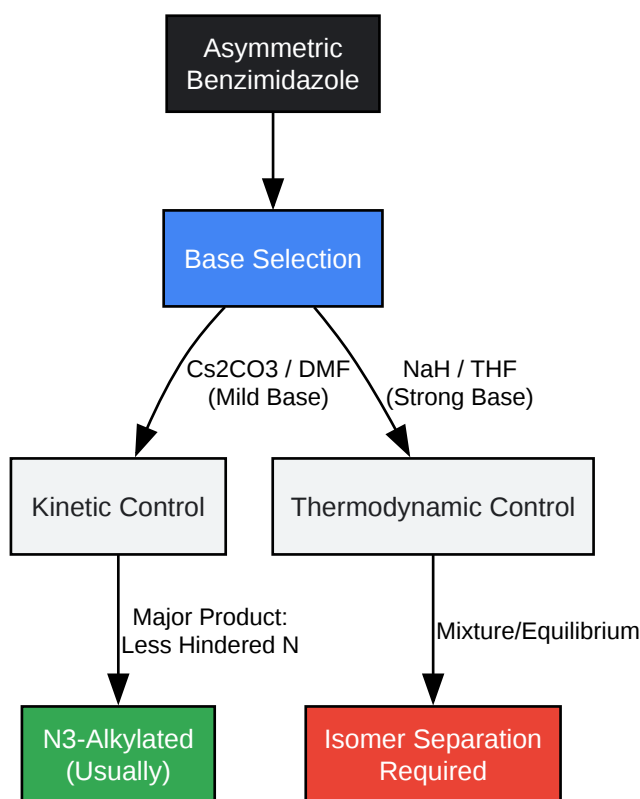 Asymmetric
Benzimidazole
Base Selection
Cs2CO3 / DMF
(Mild Base)
NaH / THF
(Strong Base)
Kinetic Control
Thermodynamic Control
Major Product:
Less Hindered N
Mixture/Equilibrium
N3-Alkylated
(Usually)
Isomer Separation
Required